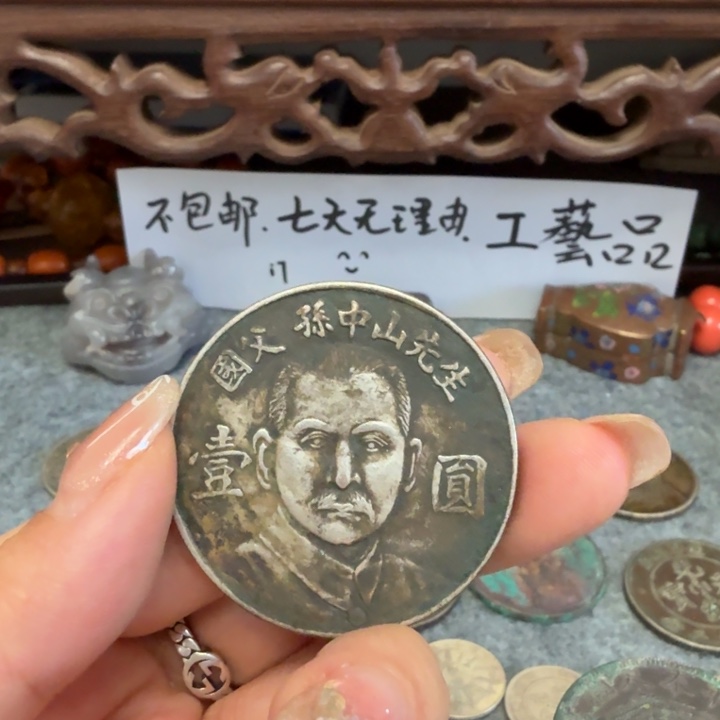 不包邮.七天无理由.工藝品
國父 孫中山先生
壹
圓